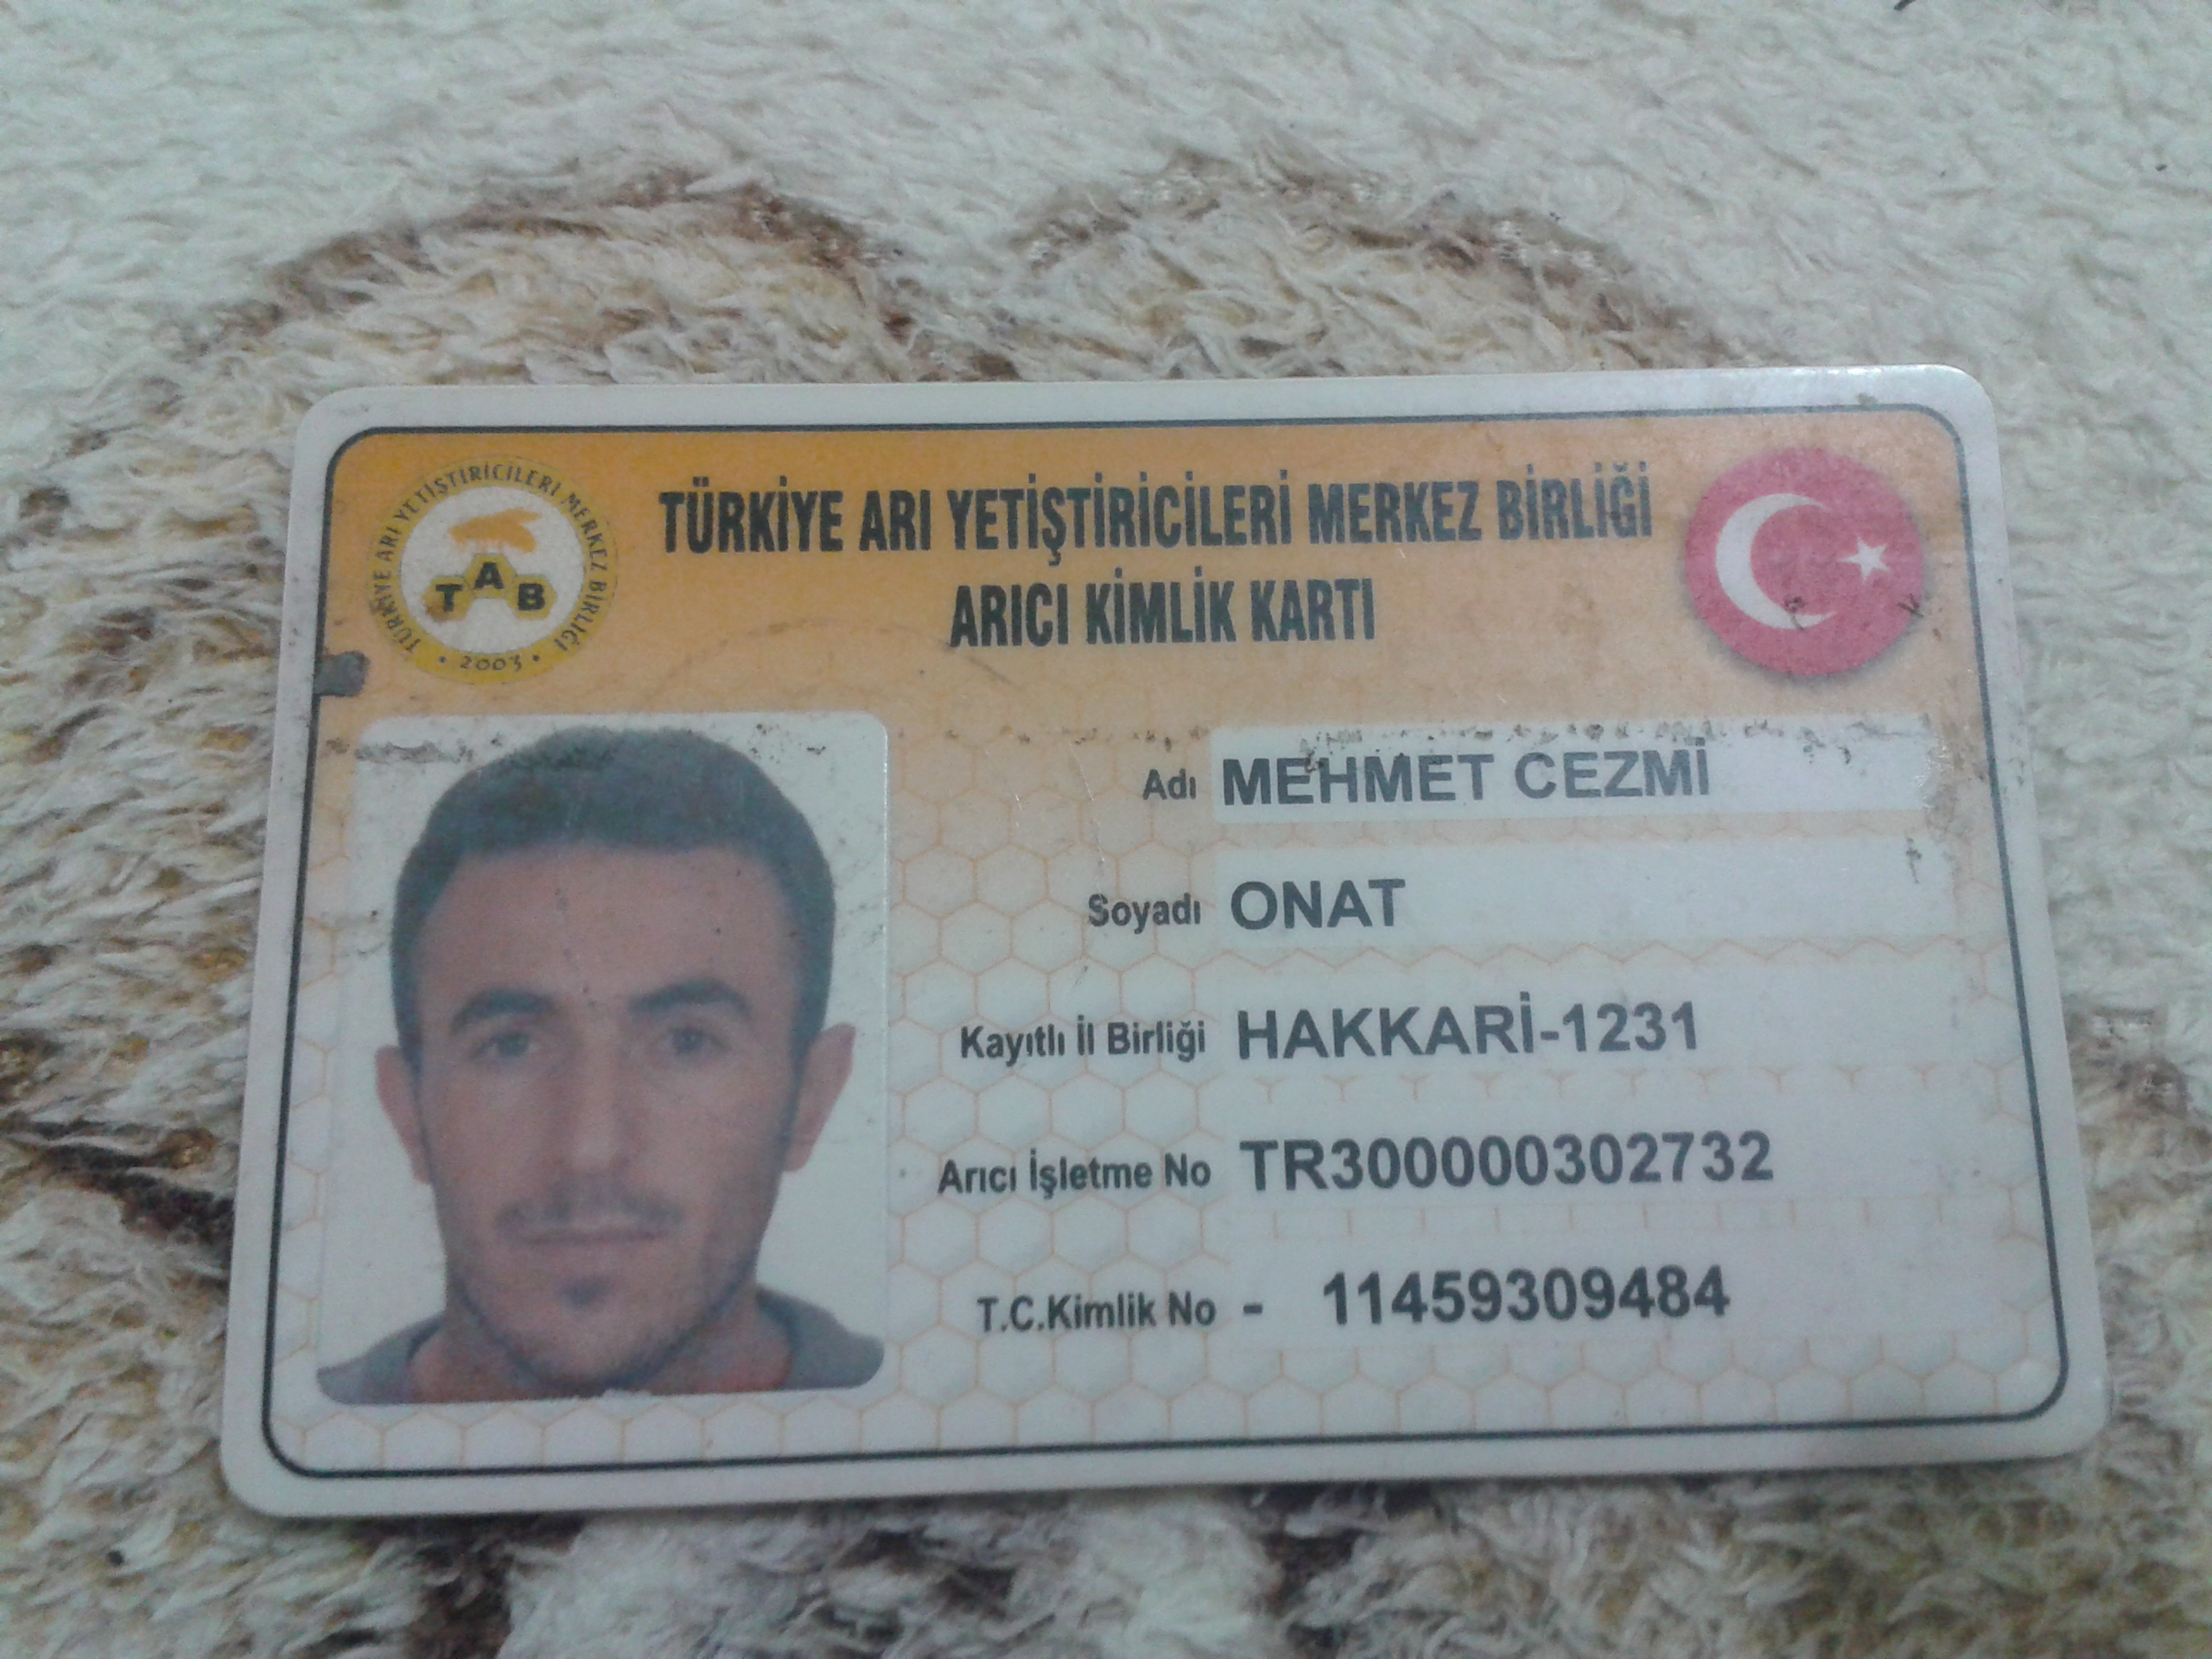 TÜRKİYE ARI YETİŞTİRİCİLERİ MERKEZ BİRLİĞİ
• 2003 •
TAB
TÜRKİYE ARI YETİŞTİRİCİLERİ MERKEZ BİRLİĞİ
ARICI KİMLİK KARTI
Adı MEHMET CEZMİ
Soyadı ONAT
Kayıtlı İl Birliği HAKKARİ-1231
Arıcı İşletme No TR3000000302732
T.C.Kimlik No - 11459309484